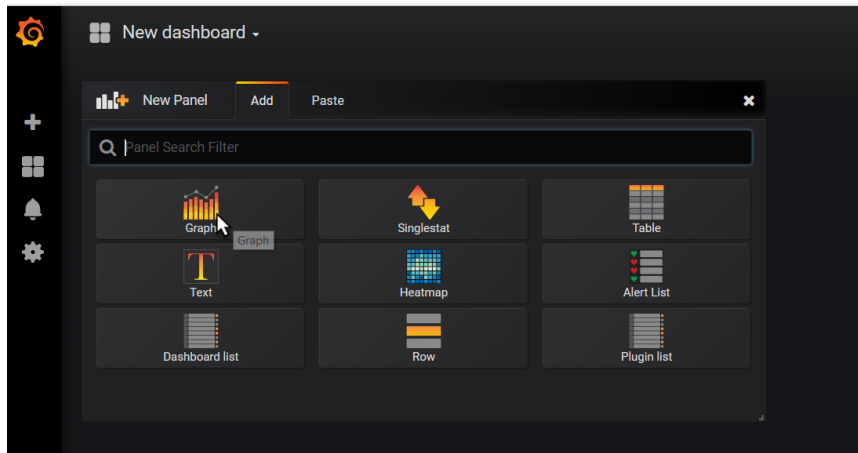 New dashboard
New Panel Add Paste
Panel Search Filter
Graph Singlestat Table
Graph
Text Heatmap Alert List
Dashboard list Row Plugin list